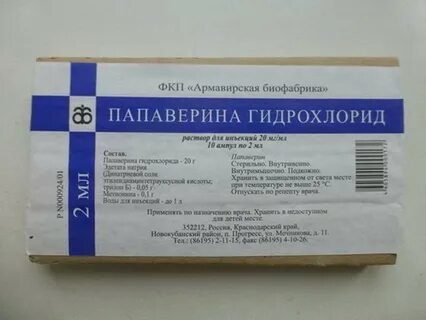 ФКП «Армавирская биофабрика»
ПАПАВЕРИНА ГИДРОХЛОРИД
раствор для инъекций 20 мг/мл
10 ампул по 2 мл
Состав.
Папаверина гидрохлорида - 20 г
Эдетата натрия
(Динатриевой соли
этилендиаминтетрауксусной кислоты;
трилон Б) - 0,05 г
Метионина - 0,1 г
Воды для инъекций - до 1 л
Папаверин
Стерильно. Внутривенно.
Внутримышечно. Подкожно.
Хранить в защищенном от света месте
при температуре не выше 25 °С.
Отпускать по рецепту врача.
Применять по назначению врача. Хранить в недоступном
для детей месте.
352212, Россия, Краснодарский край,
Новокубанский район, п. Прогресс, ул. Мечникова, д. 11.
Тел.: (86195) 2-11-15, факс (86195) 4-10-26.
Р N000924/01
2 МЛ